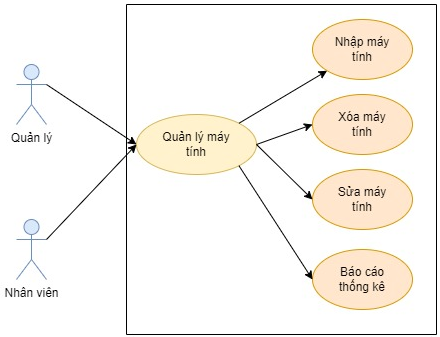 Nhập máy
tính
Xóa máy
tính
Quản lý
Quản lý máy
tính
Sửa máy
tính
Báo cáo
thống kê
Nhân viên